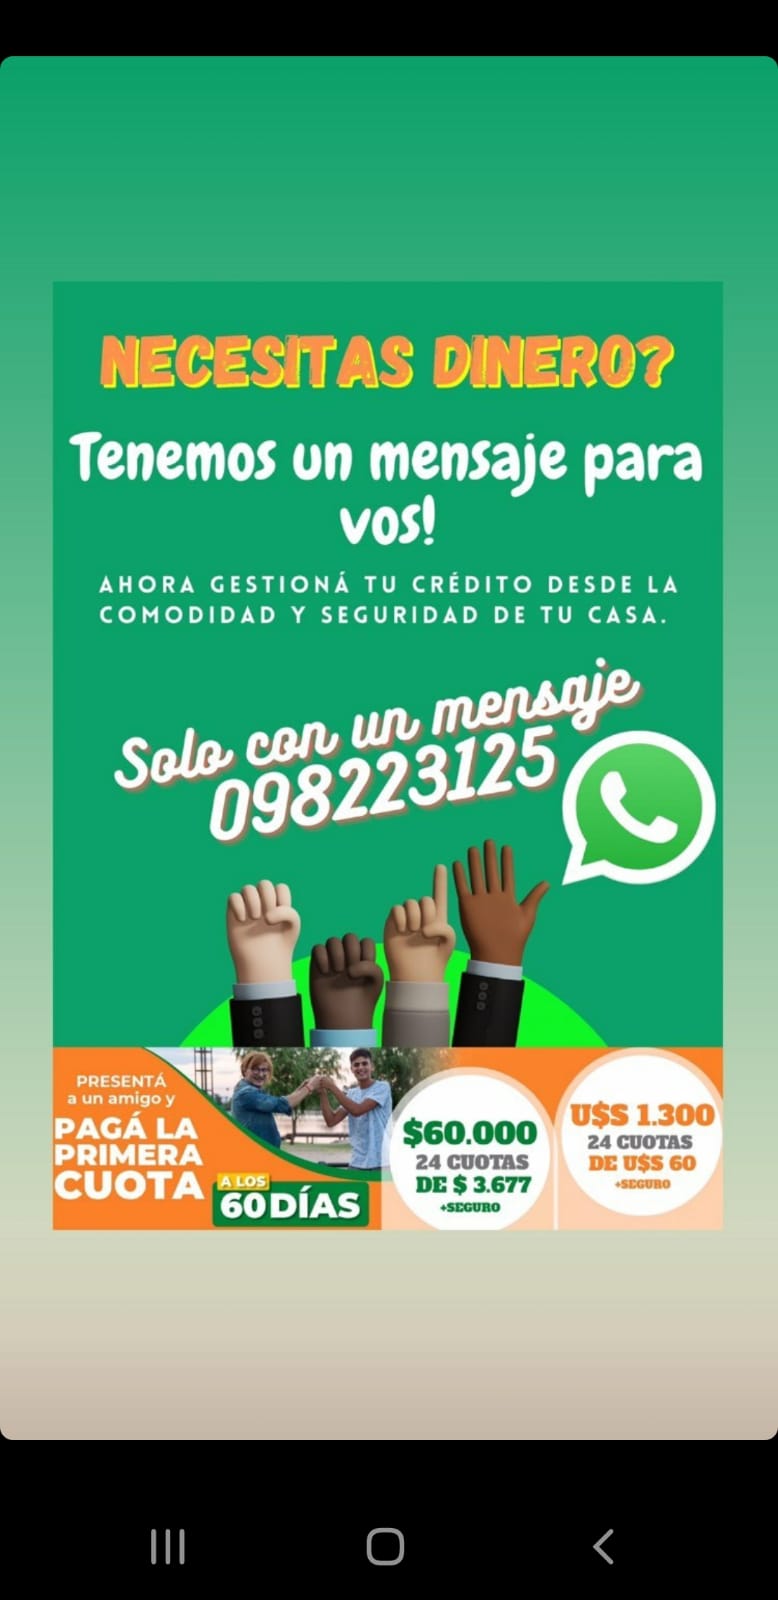 NECESITAS DINERO?
Tenemos un mensaje para
vos!
AHORA GESTIONÁ TU CRÉDITO DESDE LA
COMODIDAD Y SEGURIDAD DE TU CASA.
Solo con un mensaje
098223125
PRESENTÁ
a un amigo y
PAGÁ LA
PRIMERA
CUOTA
A LOS
60 DÍAS
$60.000
24 CUOTAS
DE $ 3.677
+SEGURO
U$S 1.300
24 CUOTAS
DE U$S 60
+SEGURO